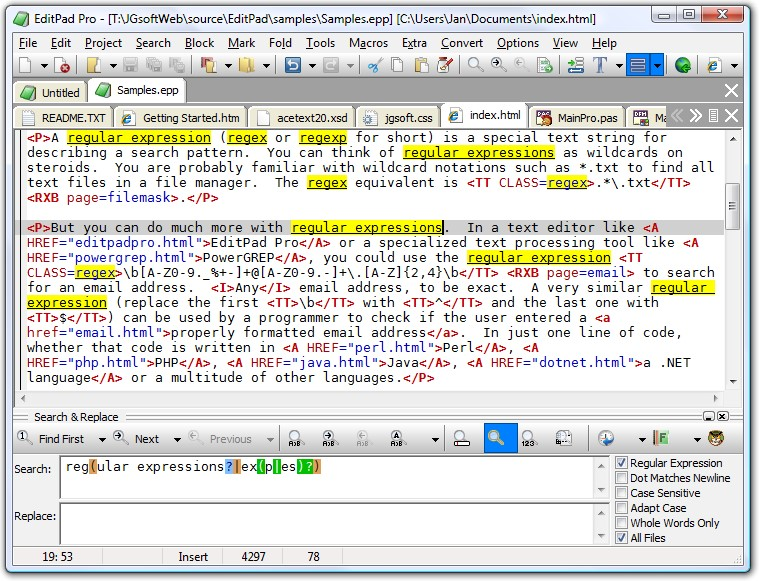 EditPad Pro - [T:\JGsoftWeb\source\EditPad\samples\Samples.epp] [C:\Users\Jan\Documents\index.html]
File Edit Project Search Block Mark Fold Tools Macros Extra Convert Options View Help
Untitled Samples.epp
README.TXT Getting Started.htm acetext20.xsd jgsoft.css index.html MainPro.pas Ma
<P>A regular expression (regex or regexp for short) is a special text string for
describing a search pattern.  You can think of regular expressions as wildcards on
steroids.  You are probably familiar with wildcard notations such as *.txt to find all
text files in a file manager.  The regex equivalent is <TT CLASS=regex>.*\.txt</TT>
<RXB page=filemask>.</P>
<P>But you can do much more with regular expressions.  In a text editor like <A
HREF="editpadpro.html">EditPad Pro</A> or a specialized text processing tool like <A
HREF="powergrep.html">PowerGREP</A>, you could use the regular expression <TT
CLASS=regex>\b[A-Z0-9._%+-]+@[A-Z0-9.-]+\.[A-Z]{2,4}\b</TT> <RXB page=email> to search
for an email address.  <I>Any</I> email address, to be exact.  A very similar regular
expression (replace the first <TT>\b</TT> with <TT>^</TT> and the last one with
<TT>$</TT>) can be used by a programmer to check if the user entered a <a
href="email.html">properly formatted email address</a>.  In just one line of code,
whether that code is written in <A HREF="perl.html">Perl</A>, <A
HREF="php.html">PHP</A>, <A HREF="java.html">Java</A>, <A HREF="dotnet.html">a .NET
language</A> or a multitude of other languages.</P>
Search & Replace
Find First Next Previous
Search: reg(ular expressions?|ex(p|es)?)
Regular Expression
Dot Matches Newline
Case Sensitive
Adapt Case
Replace:
Whole Words Only
All Files
19: 53 Insert 4297 78